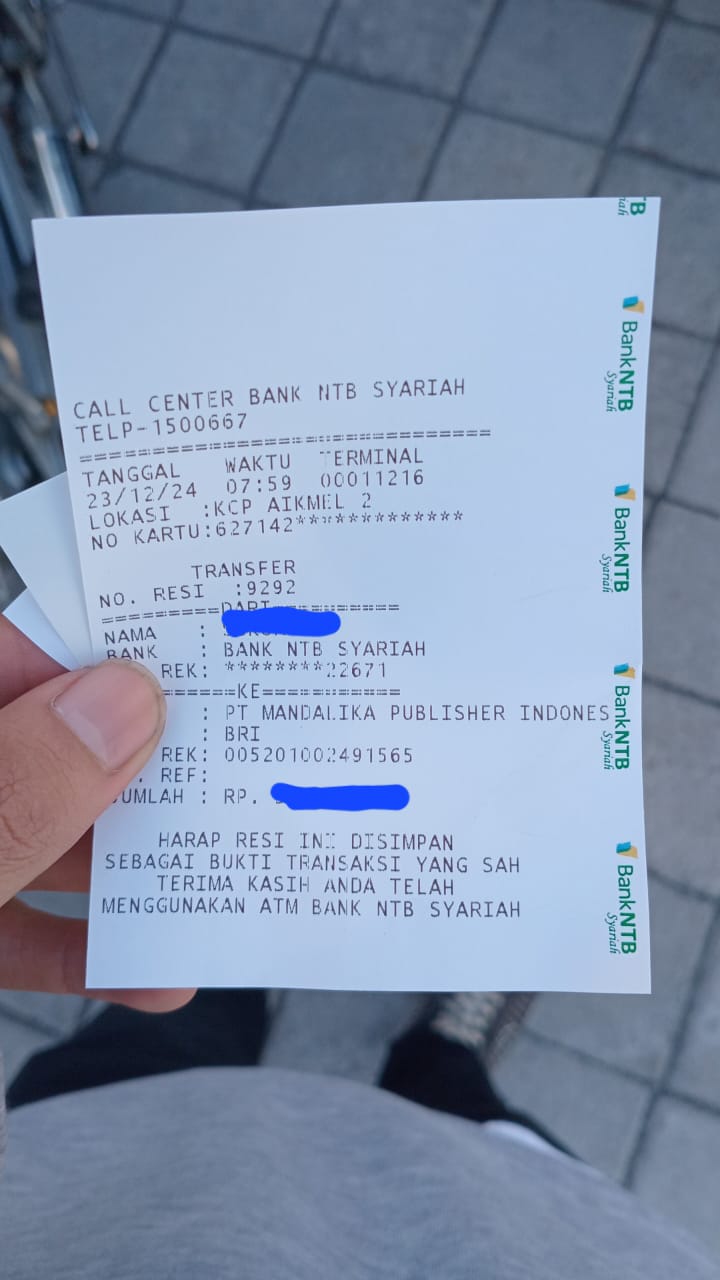 CALL CENTER BANK NTB SYARIAH
TELP-1500667
===================================
TANGGAL WAKTU TERMINAL
23/12/24 07:59 00011216
LOKASI :KCP AIKMEL 2
NO KARTU:627142*************
TRANSFER
NO. RESI :9292
=========DARI=========
NAMA :
BANK : BANK NTB SYARIAH
REK: ********22671
======KE===========
: PT MANDALIKA PUBLISHER INDONES
: BRI
REK: 005201002491565
. REF:
JUMLAH : RP.
HARAP RESI INI DISIMPAN
SEBAGAI BUKTI TRANSAKSI YANG SAH
TERIMA KASIH ANDA TELAH
MENGGUNAKAN ATM BANK NTB SYARIAH
BankNTB
Syariah
BankNTB
Syariah
BankNTB
Syariah
BankNTB
Syariah